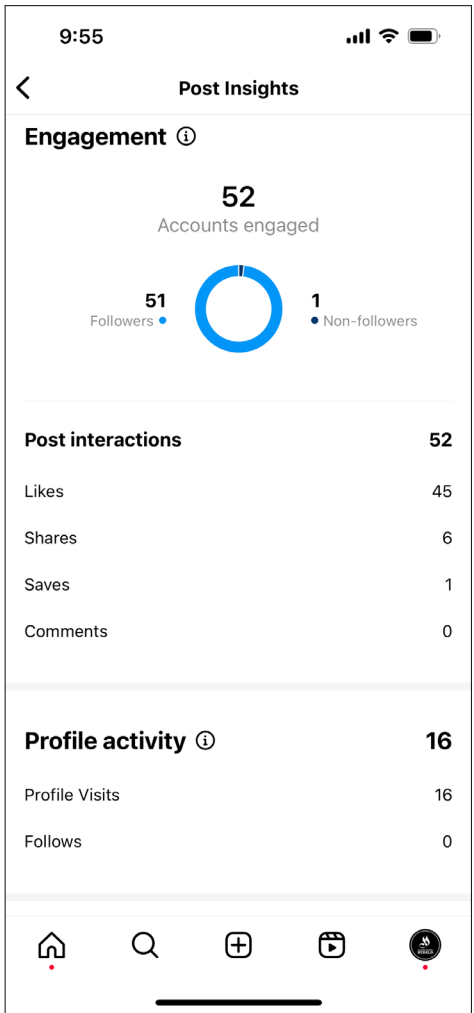 9:55
Post Insights
Engagement
52
Accounts engaged
51
Followers
1
Non-followers
Post interactions 52
Likes 45
Shares 6
Saves 1
Comments 0
Profile activity 16
Profile Visits 16
Follows 0
HERALD